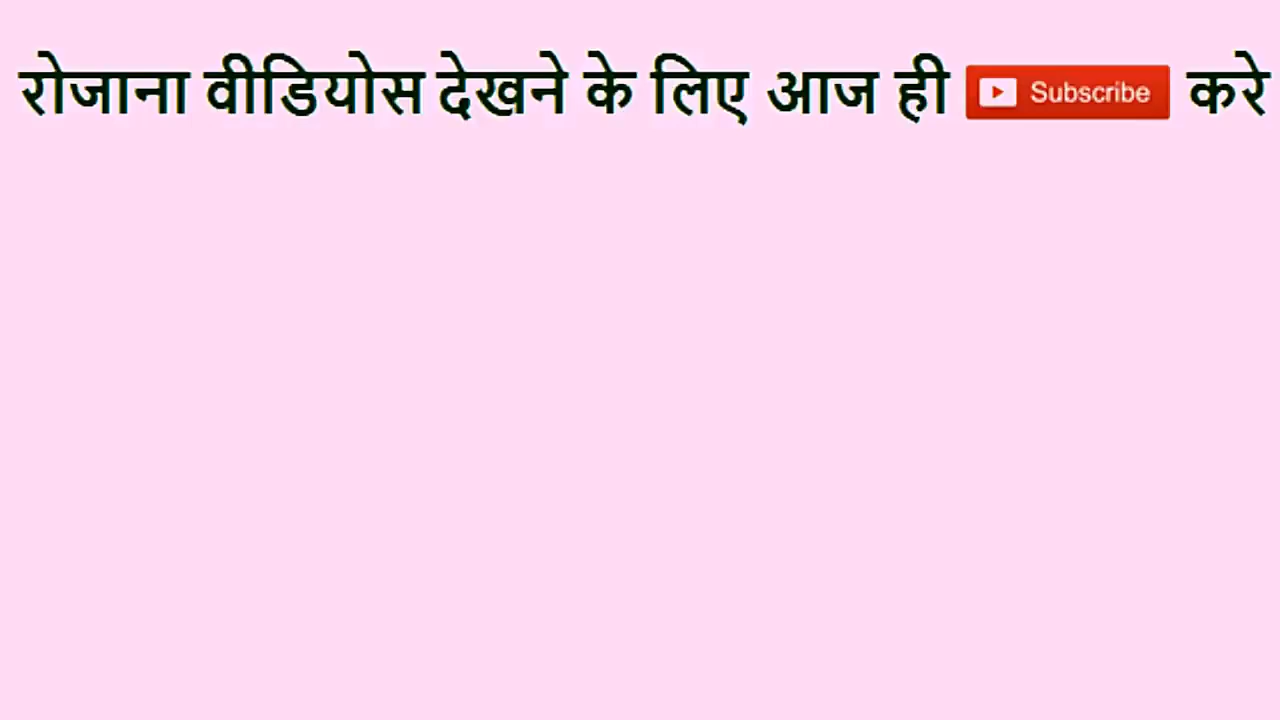 रोजाना वीडियोस देखने के लिए आज ही Subscribe करे